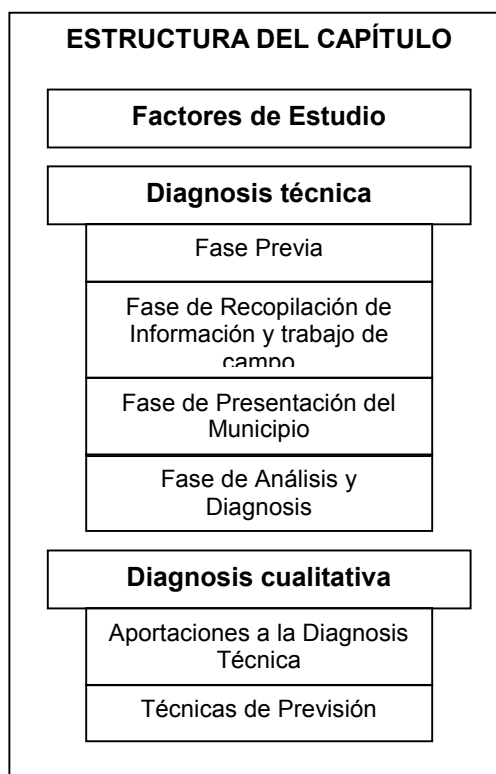 ESTRUCTURA DEL CAPÍTULO
Factores de Estudio
Diagnosis técnica
Fase Previa
Fase de Recopilación de
Información y trabajo de
campo
Fase de Presentación del
Municipio
Fase de Análisis y
Diagnosis
Diagnosis cualitativa
Aportaciones a la Diagnosis
Técnica
Técnicas de Previsión